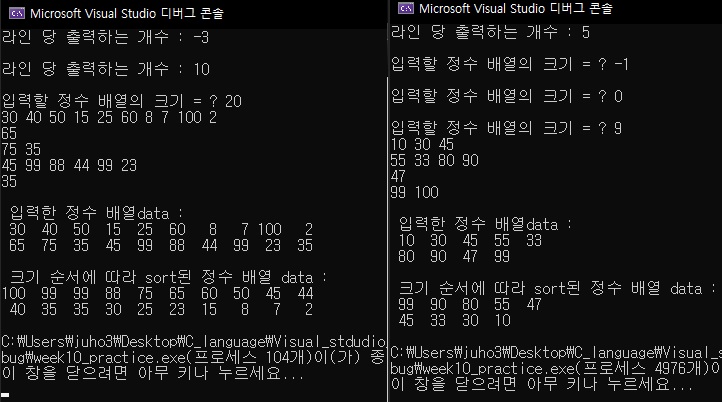 Microsoft Visual Studio 디버그 콘솔
라인 당 출력하는 개수 : -3
라인 당 출력하는 개수 : 10
입력할 정수 배열의 크기 = ? 20
30 40 50 15 25 60 8 7 100 2
65
75 35
45 99 88 44 99 23
35
입력한 정수 배열data :
30 40 50 15 25 60 8 7 100 2
65 75 35 45 99 88 44 99 23 35
크기 순서에 따라 sort된 정수 배열 data :
100 99 99 88 75 65 60 50 45 44
40 35 35 30 25 23 15 8 7 2
C:₩Users₩juho3₩Desktop₩C_language₩Visual_stdudio
bug₩week10_practice.exe(프로세스 104개)이(가) 종
이 창을 닫으려면 아무 키나 누르세요...
Microsoft Visual Studio 디버그 콘솔
라인 당 출력하는 개수 : 5
입력할 정수 배열의 크기 = ? -1
입력할 정수 배열의 크기 = ? 0
입력할 정수 배열의 크기 = ? 9
10 30 45
55 33 80 90
47
99 100
입력한 정수 배열data :
10 30 45 55 33
80 90 47 99
크기 순서에 따라 sort된 정수 배열 data :
99 90 80 55 47
45 33 30 10
C:₩Users₩juho3₩Desktop₩C_language₩Visual_s
bug₩week10_practice.exe(프로세스 4976개)이
이 창을 닫으려면 아무 키나 누르세요...